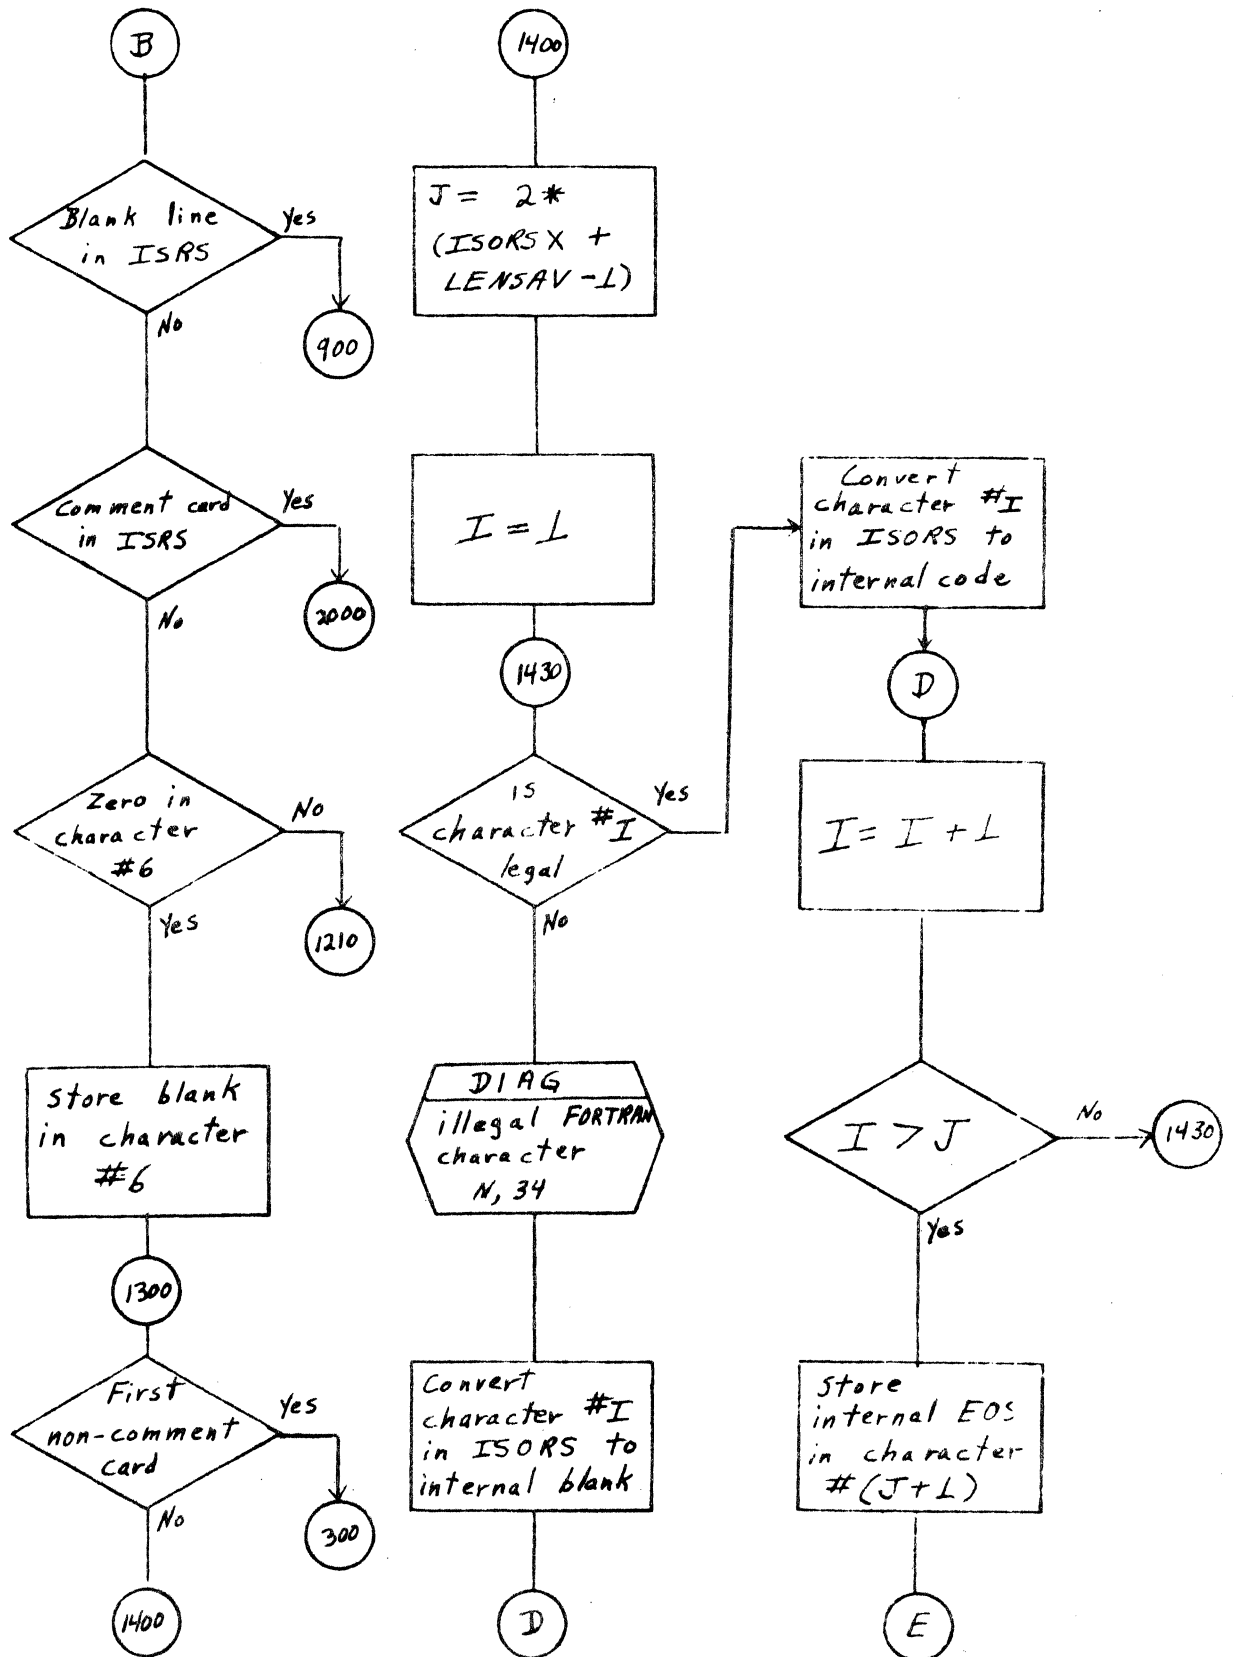 B
Blank line
in ISRS
Yes
900
No
Comment card
in ISRS
Yes
2000
No
Zero in
character
#6
No
1210
Yes
Store blank
in character
#6
1300
First
non-comment
card
Yes
300
No
1400
1400
J = 2*
(ISORSX +
LENSAV-1)
I = 1
1430
is
character #I
legal
Yes
No
DIAG
illegal FORTRAN
character
N, 34
Convert
character #I
in ISORS to
internal blank
D
Convert
character #I
in ISORS to
internal code
D
I = I + 1
I > J
No
1430
Yes
Store
internal EOS
in character
#(J+1)
E